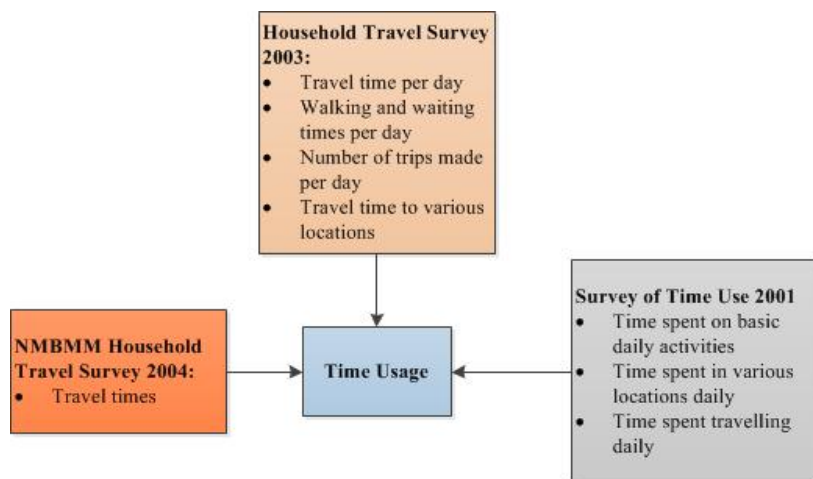 Household Travel Survey
2003:
• Travel time per day
• Walking and waiting
times per day
• Number of trips made
per day
• Travel time to various
locations
NMBMM Household
Travel Survey 2004:
• Travel times
Time Usage
Survey of Time Use 2001
• Time spent on basic
daily activities
• Time spent in various
locations daily
• Time spent travelling
daily